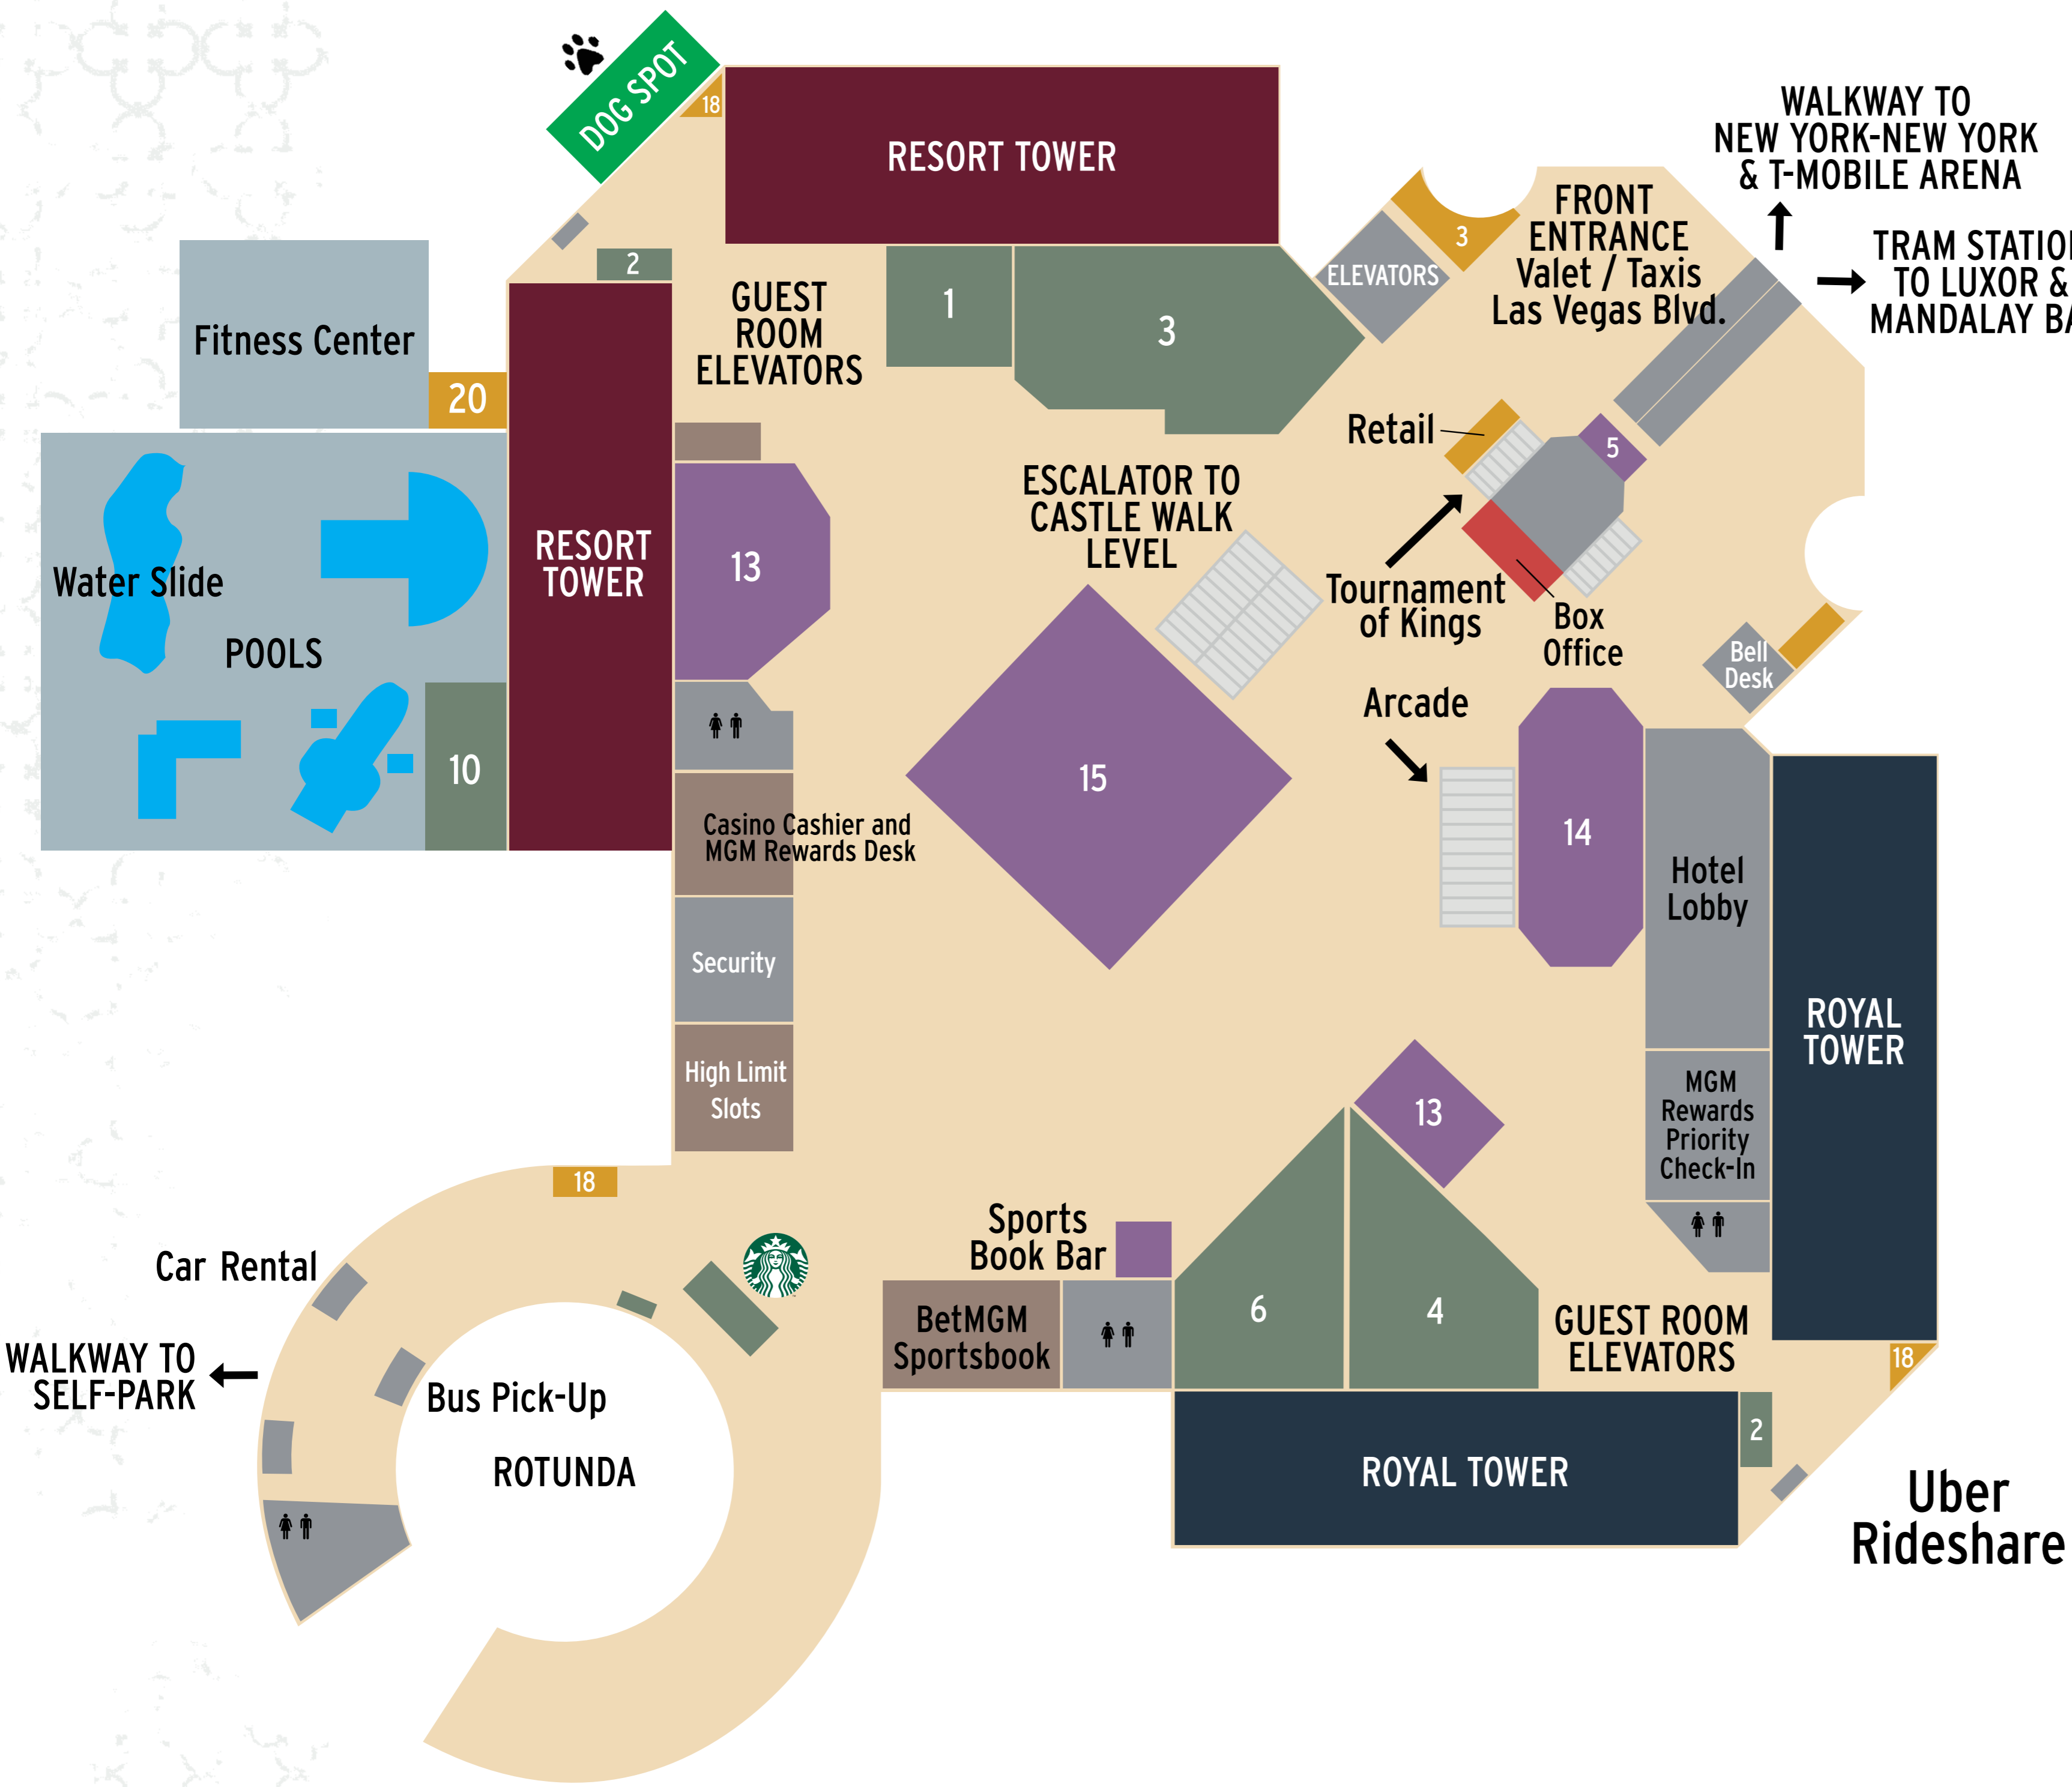 DOG SPOT
18
RESORT TOWER
WALKWAY TO
NEW YORK-NEW YORK
& T-MOBILE ARENA
FRONT
ENTRANCE
Valet / Taxis
Las Vegas Blvd.
3
ELEVATORS
TRAM STATIO
TO LUXOR &
MANDALAY BA
2
GUEST
ROOM
ELEVATORS
1
3
Fitness Center
20
Retail
5
ESCALATOR TO
CASTLE WALK
LEVEL
RESORT
TOWER
13
Water Slide
POOLS
Tournament
of Kings
Box
Office
Bell
Desk
Arcade
10
15
14
Casino Cashier and
MGM Rewards Desk
Hotel
Lobby
Security
ROYAL
TOWER
High Limit
Slots
MGM
Rewards
Priority
Check-In
13
18
Sports
Book Bar
Car Rental
BetMGM
Sportsbook
6
4
GUEST ROOM
ELEVATORS
18
WALKWAY TO
SELF-PARK
Bus Pick-Up
ROTUNDA
2
ROYAL TOWER
Uber
Rideshare